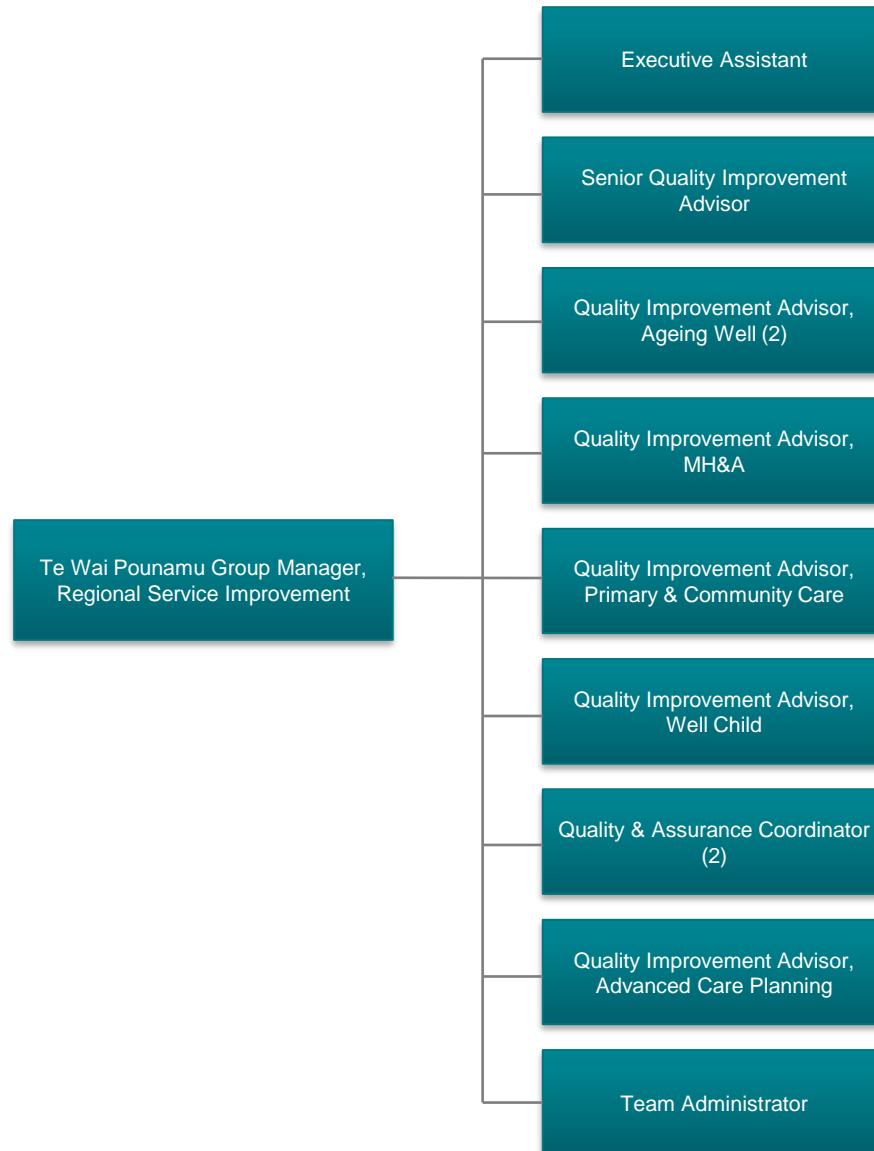 Executive Assistant
Senior Quality Improvement
Advisor
Quality Improvement Advisor,
Ageing Well (2)
Quality Improvement Advisor,
MH&A
Te Wai Pounamu Group Manager,
Regional Service Improvement
Quality Improvement Advisor,
Primary & Community Care
Quality Improvement Advisor,
Well Child
Quality & Assurance Coordinator
(2)
Quality Improvement Advisor,
Advanced Care Planning
Team Administrator